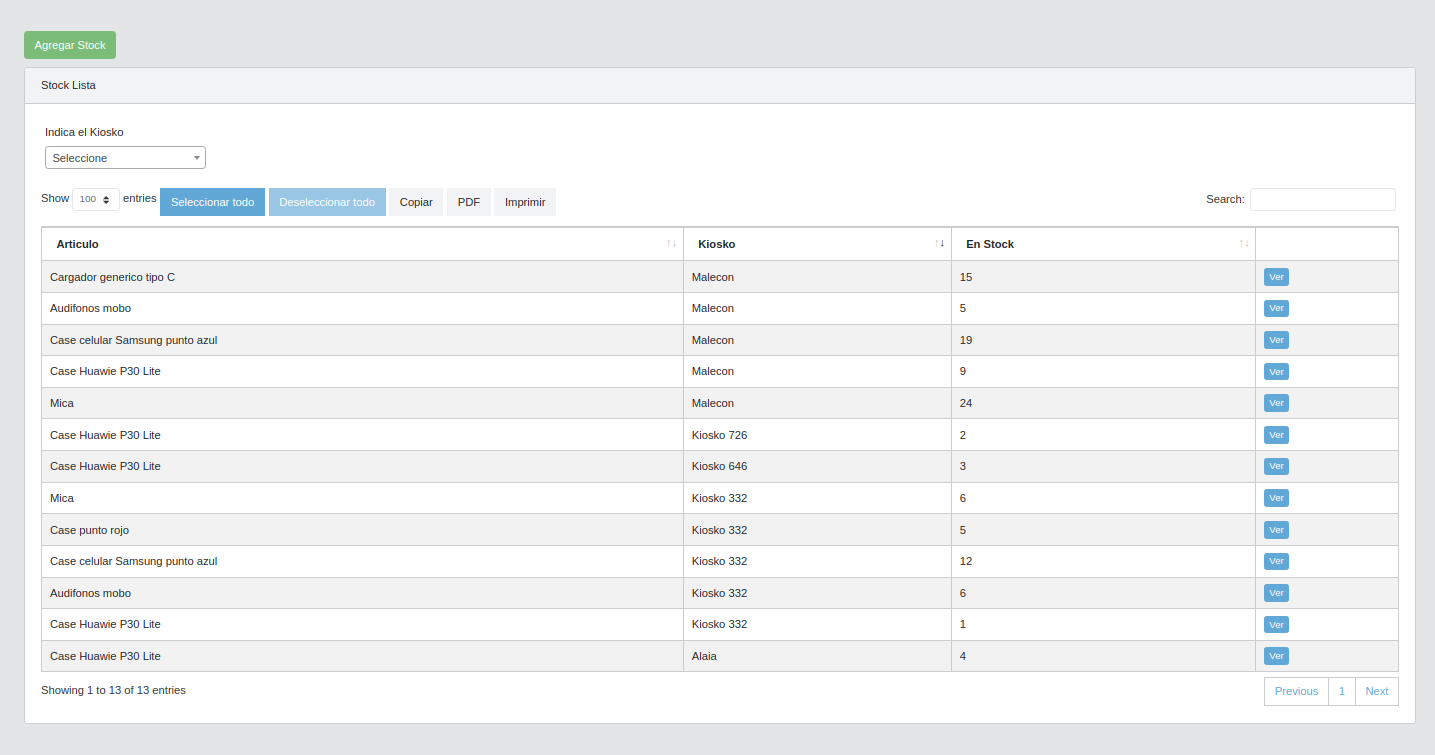 Agregar Stock
Stock Lista
Indica el Kiosko
Seleccione
Show 100 entries Seleccionar todo Deseleccionar todo Copiar PDF Imprimir Search:
Articulo Kiosko En Stock
Cargador generico tipo C Malecon 15 Ver
Audifonos mobo Malecon 5 Ver
Case celular Samsung punto azul Malecon 19 Ver
Case Huawie P30 Lite Malecon 9 Ver
Mica Malecon 24 Ver
Case Huawie P30 Lite Kiosko 726 2 Ver
Case Huawie P30 Lite Kiosko 646 3 Ver
Mica Kiosko 332 6 Ver
Case punto rojo Kiosko 332 5 Ver
Case celular Samsung punto azul Kiosko 332 12 Ver
Audifonos mobo Kiosko 332 6 Ver
Case Huawie P30 Lite Kiosko 332 1 Ver
Case Huawie P30 Lite Alaia 4 Ver
Showing 1 to 13 of 13 entries Previous 1 Next